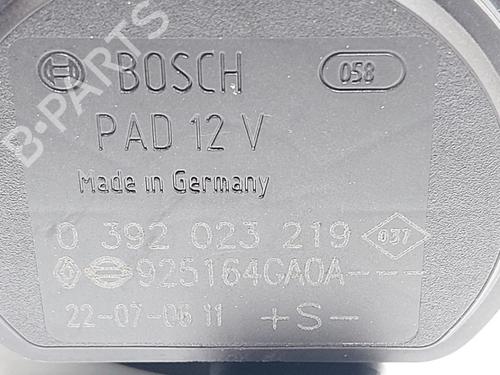 BOSCH 058
PAD 12 V
Made in Germany
0 392 023 219 037
925164GA0A----
22-07-06 11 +S-
B-PARTS